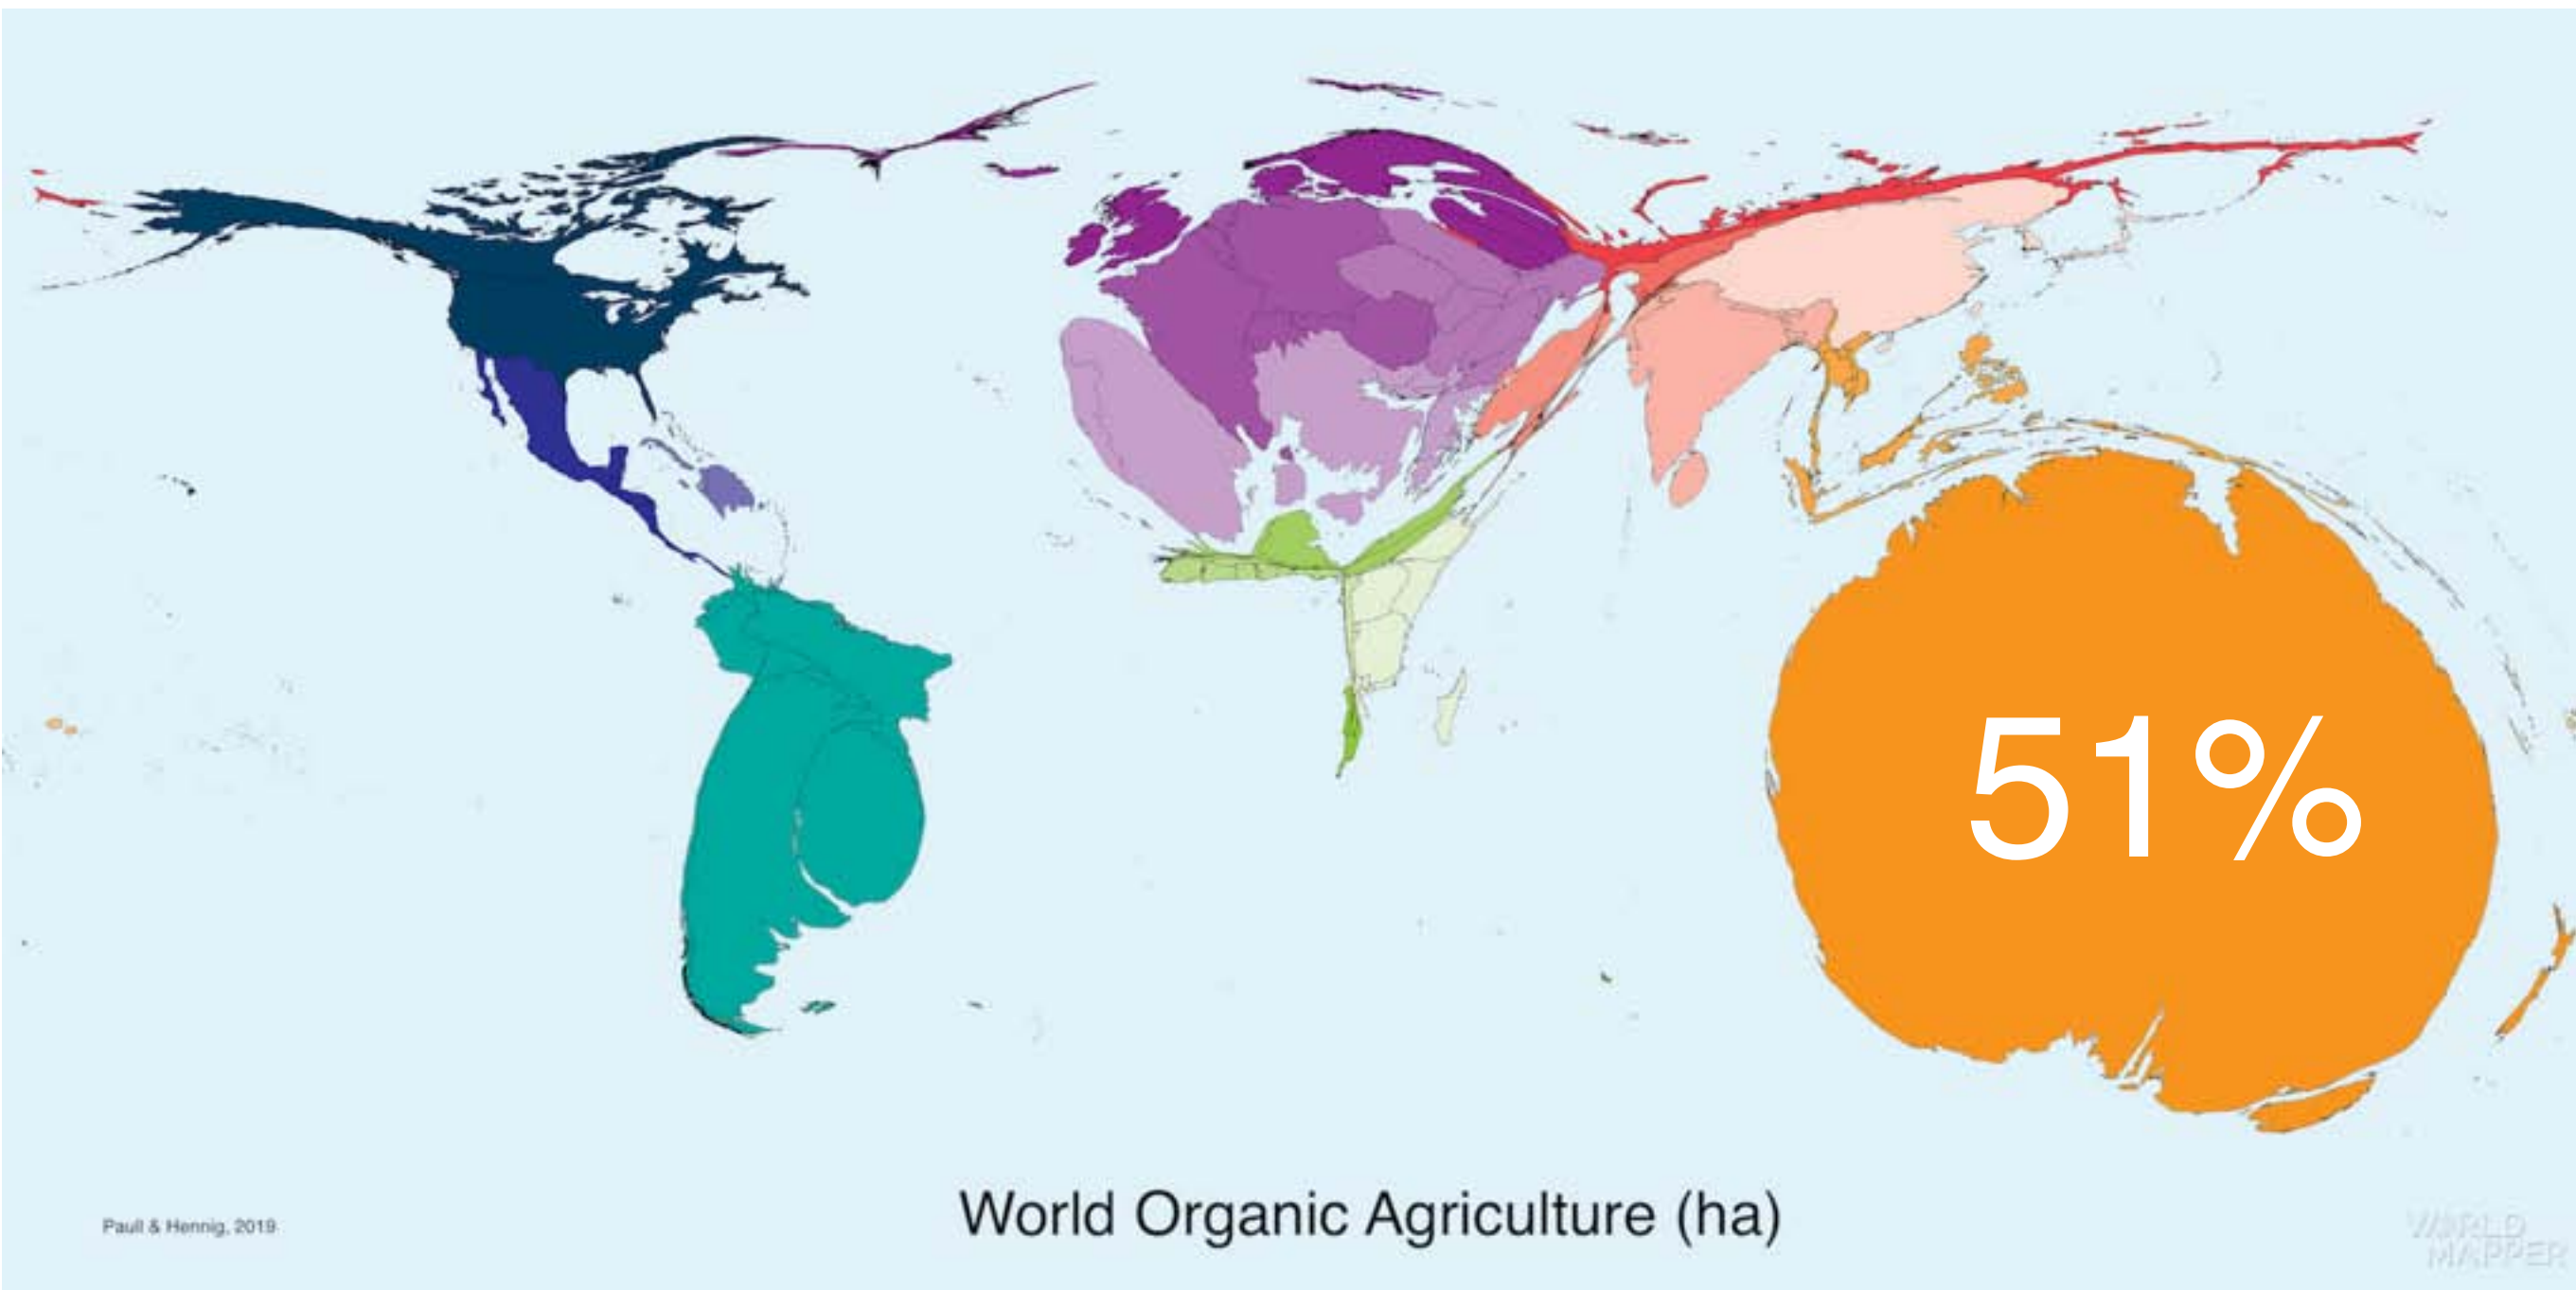 51%
World Organic Agriculture (ha)
Paull & Hennig, 2019
WORLD
MAPPER